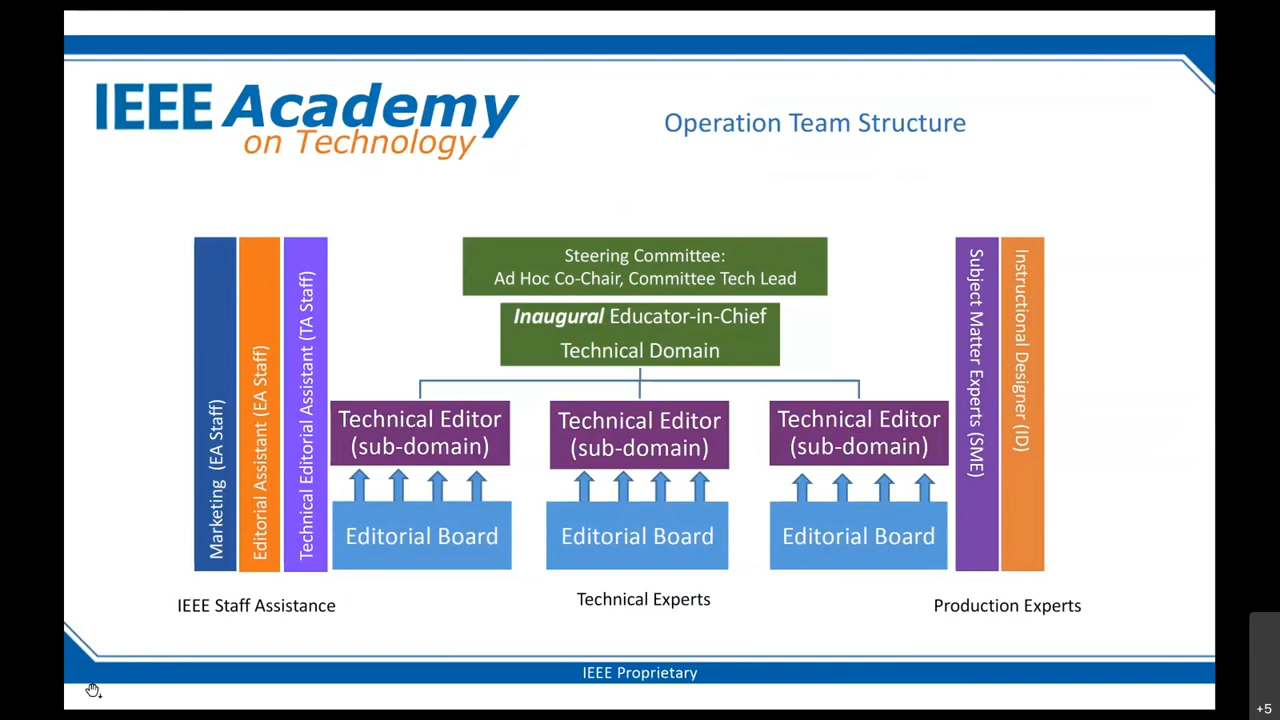 IEEE Academy
on Technology
Operation Team Structure
Marketing (EA Staff)
Editorial Assistant (EA Staff)
Technical Editorial Assistant (TA Staff)
Steering Committee:
Ad Hoc Co-Chair, Committee Tech Lead
Inaugural Educator-in-Chief
Technical Domain
Technical Editor
(sub-domain)
Technical Editor
(sub-domain)
Technical Editor
(sub-domain)
Editorial Board
Editorial Board
Editorial Board
Subject Matter Experts (SME)
Instructional Designer (ID)
IEEE Staff Assistance
Technical Experts
Production Experts
IEEE Proprietary
+5